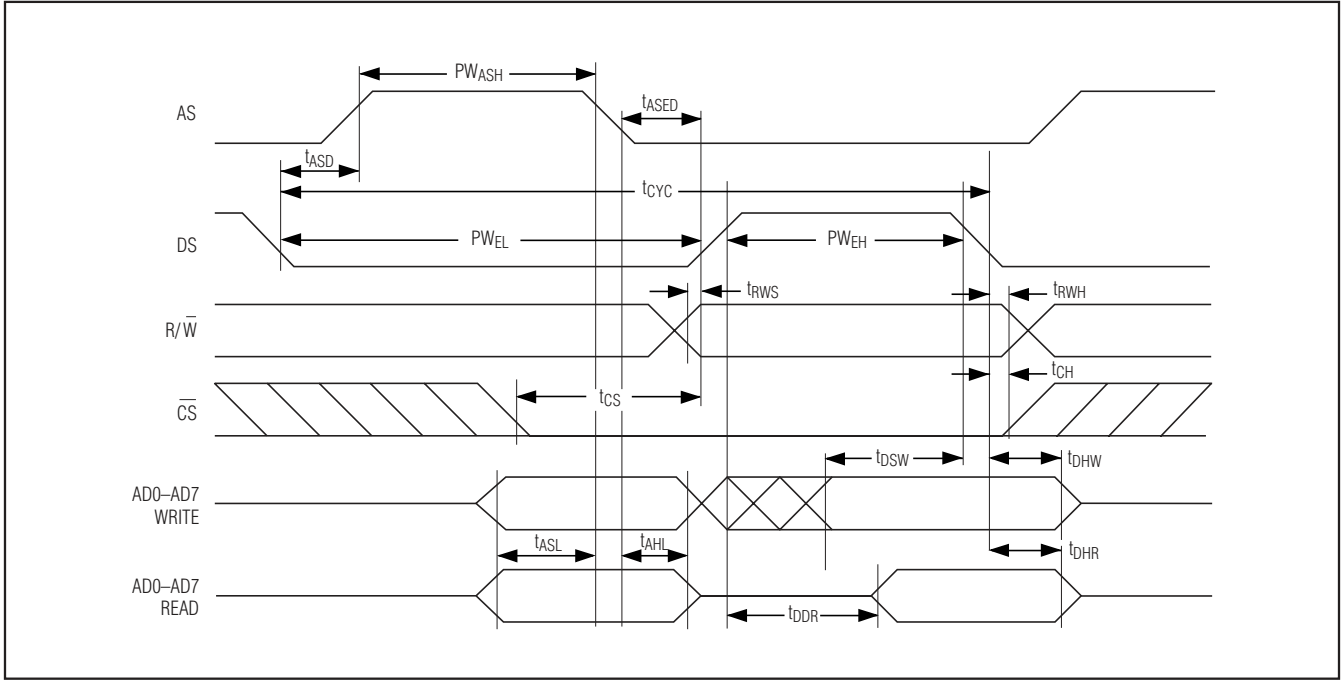 PWASH
AS
tASED
tASD
tCYC
DS
PWEL
PWEH
tRWS
tRWH
R/W̅
tCH
C̅S̅
tCS
tDSW
tDHW
AD0–AD7
WRITE
tASL
tAHL
tDHR
AD0–AD7
READ
tDDR